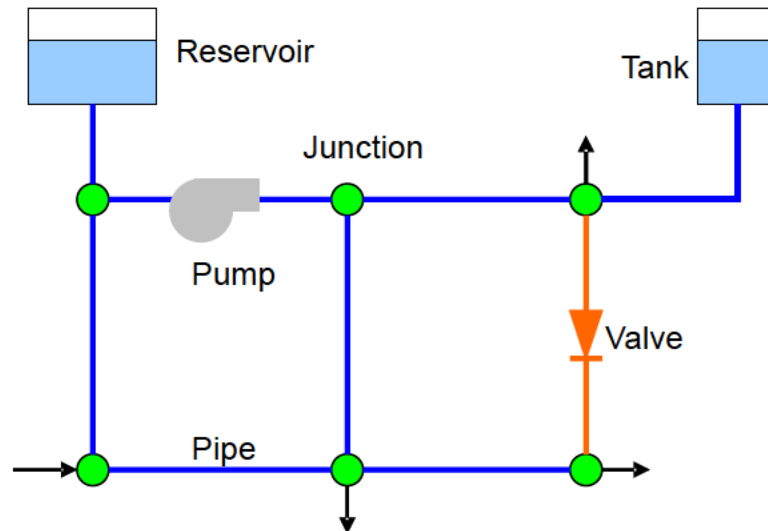 Reservoir
Tank
Junction
Pump
Valve
Pipe